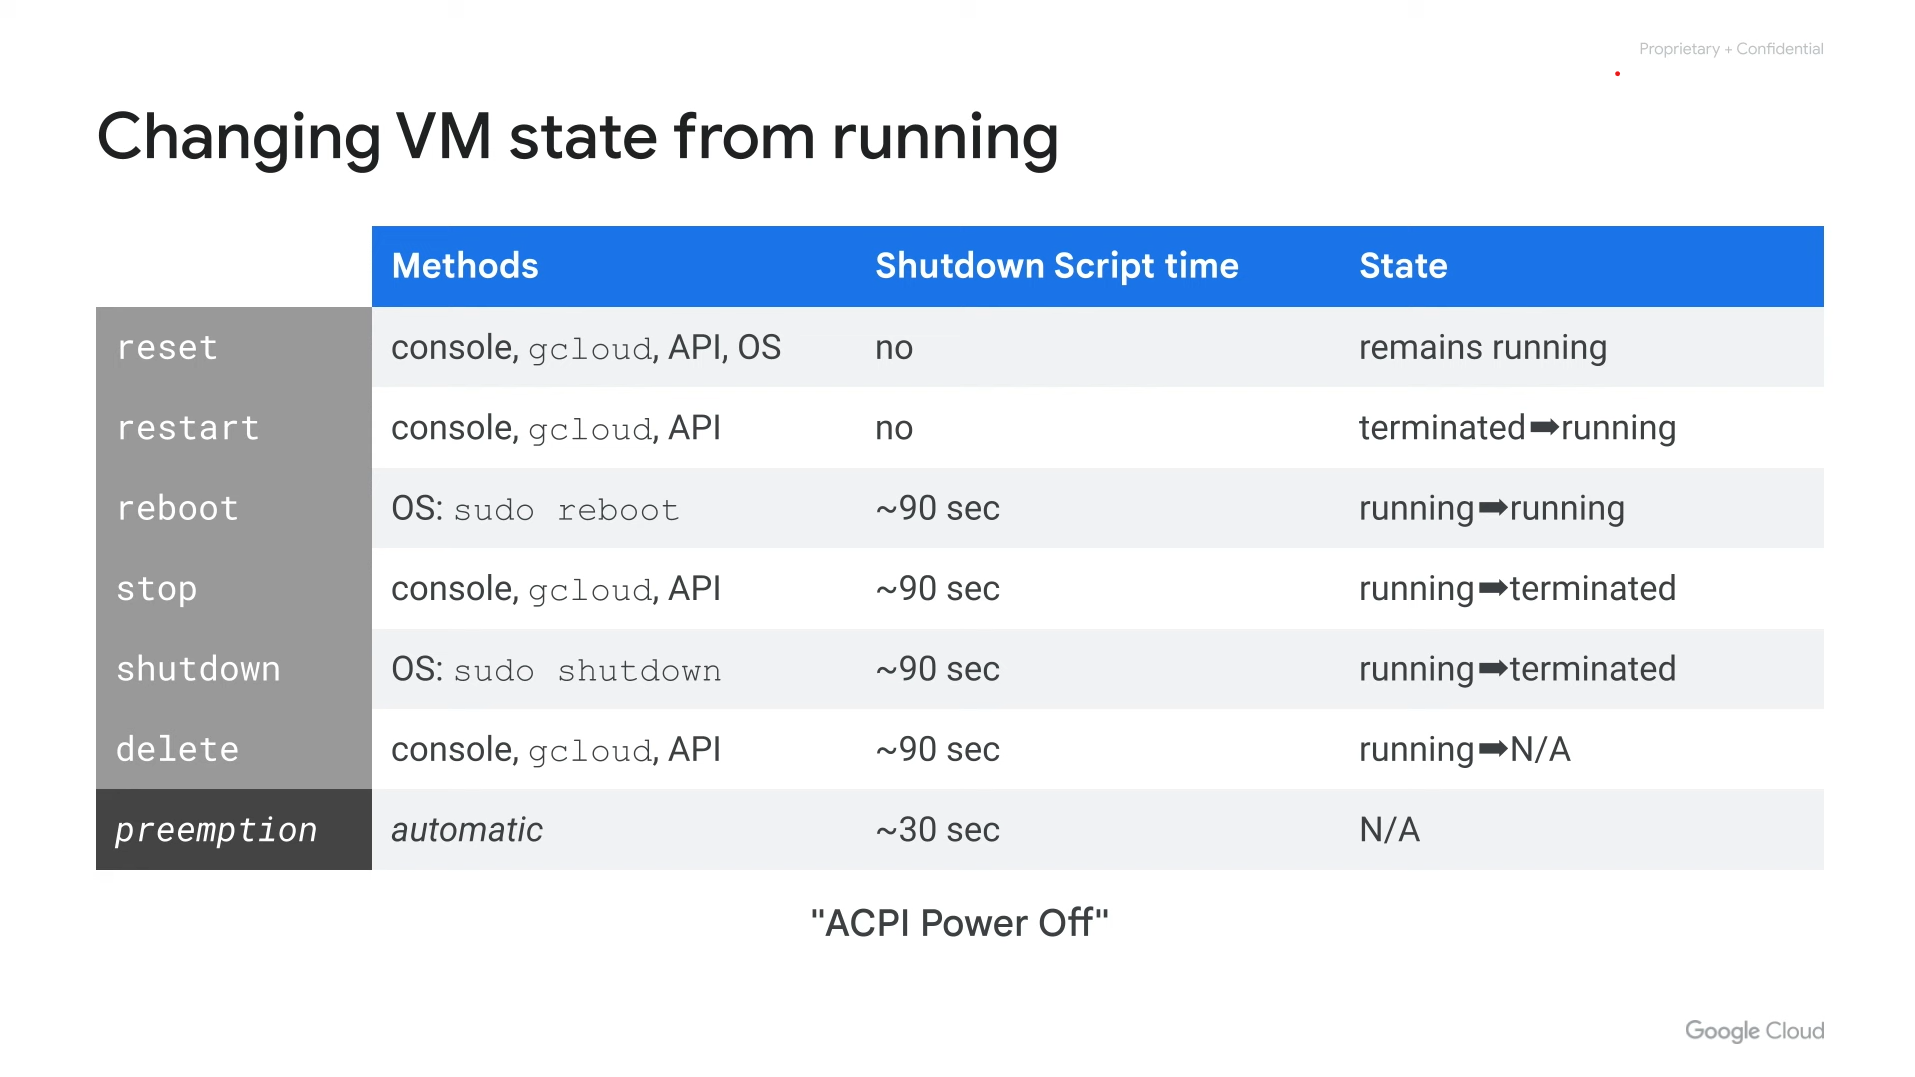 Proprietary + Confidential
Changing VM state from running
Methods Shutdown Script time State
reset console, gcloud, API, OS no remains running
restart console, gcloud, API no terminated➡running
reboot OS: sudo reboot ~90 sec running➡running
stop console, gcloud, API ~90 sec running➡terminated
shutdown OS: sudo shutdown ~90 sec running➡terminated
delete console, gcloud, API ~90 sec running➡N/A
preemption automatic ~30 sec N/A
"ACPI Power Off"
Google Cloud